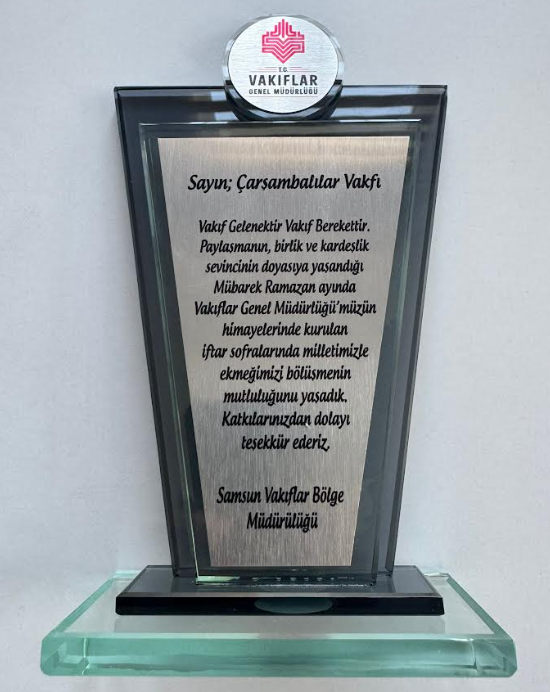 T.C.
VAKIFLAR
GENEL MÜDÜRLÜĞÜ
Sayın; Çarşambalılar Vakfı
Vakıf Gelenektir Vakıf Berekettir.
Paylaşmanın, birlik ve kardeşlik
sevincinin doyasıya yaşandığı
Mübarek Ramazan ayında
Vakıflar Genel Müdürlüğü'müzün
himayelerinde kurulan
iftar sofralarında milletimizle
ekmeğimizi bölüşmenin
mutluluğunu yaşadık.
Katkılarınızdan dolayı
teşekkür ederiz.
Samsun Vakıflar Bölge
Müdürülüğü